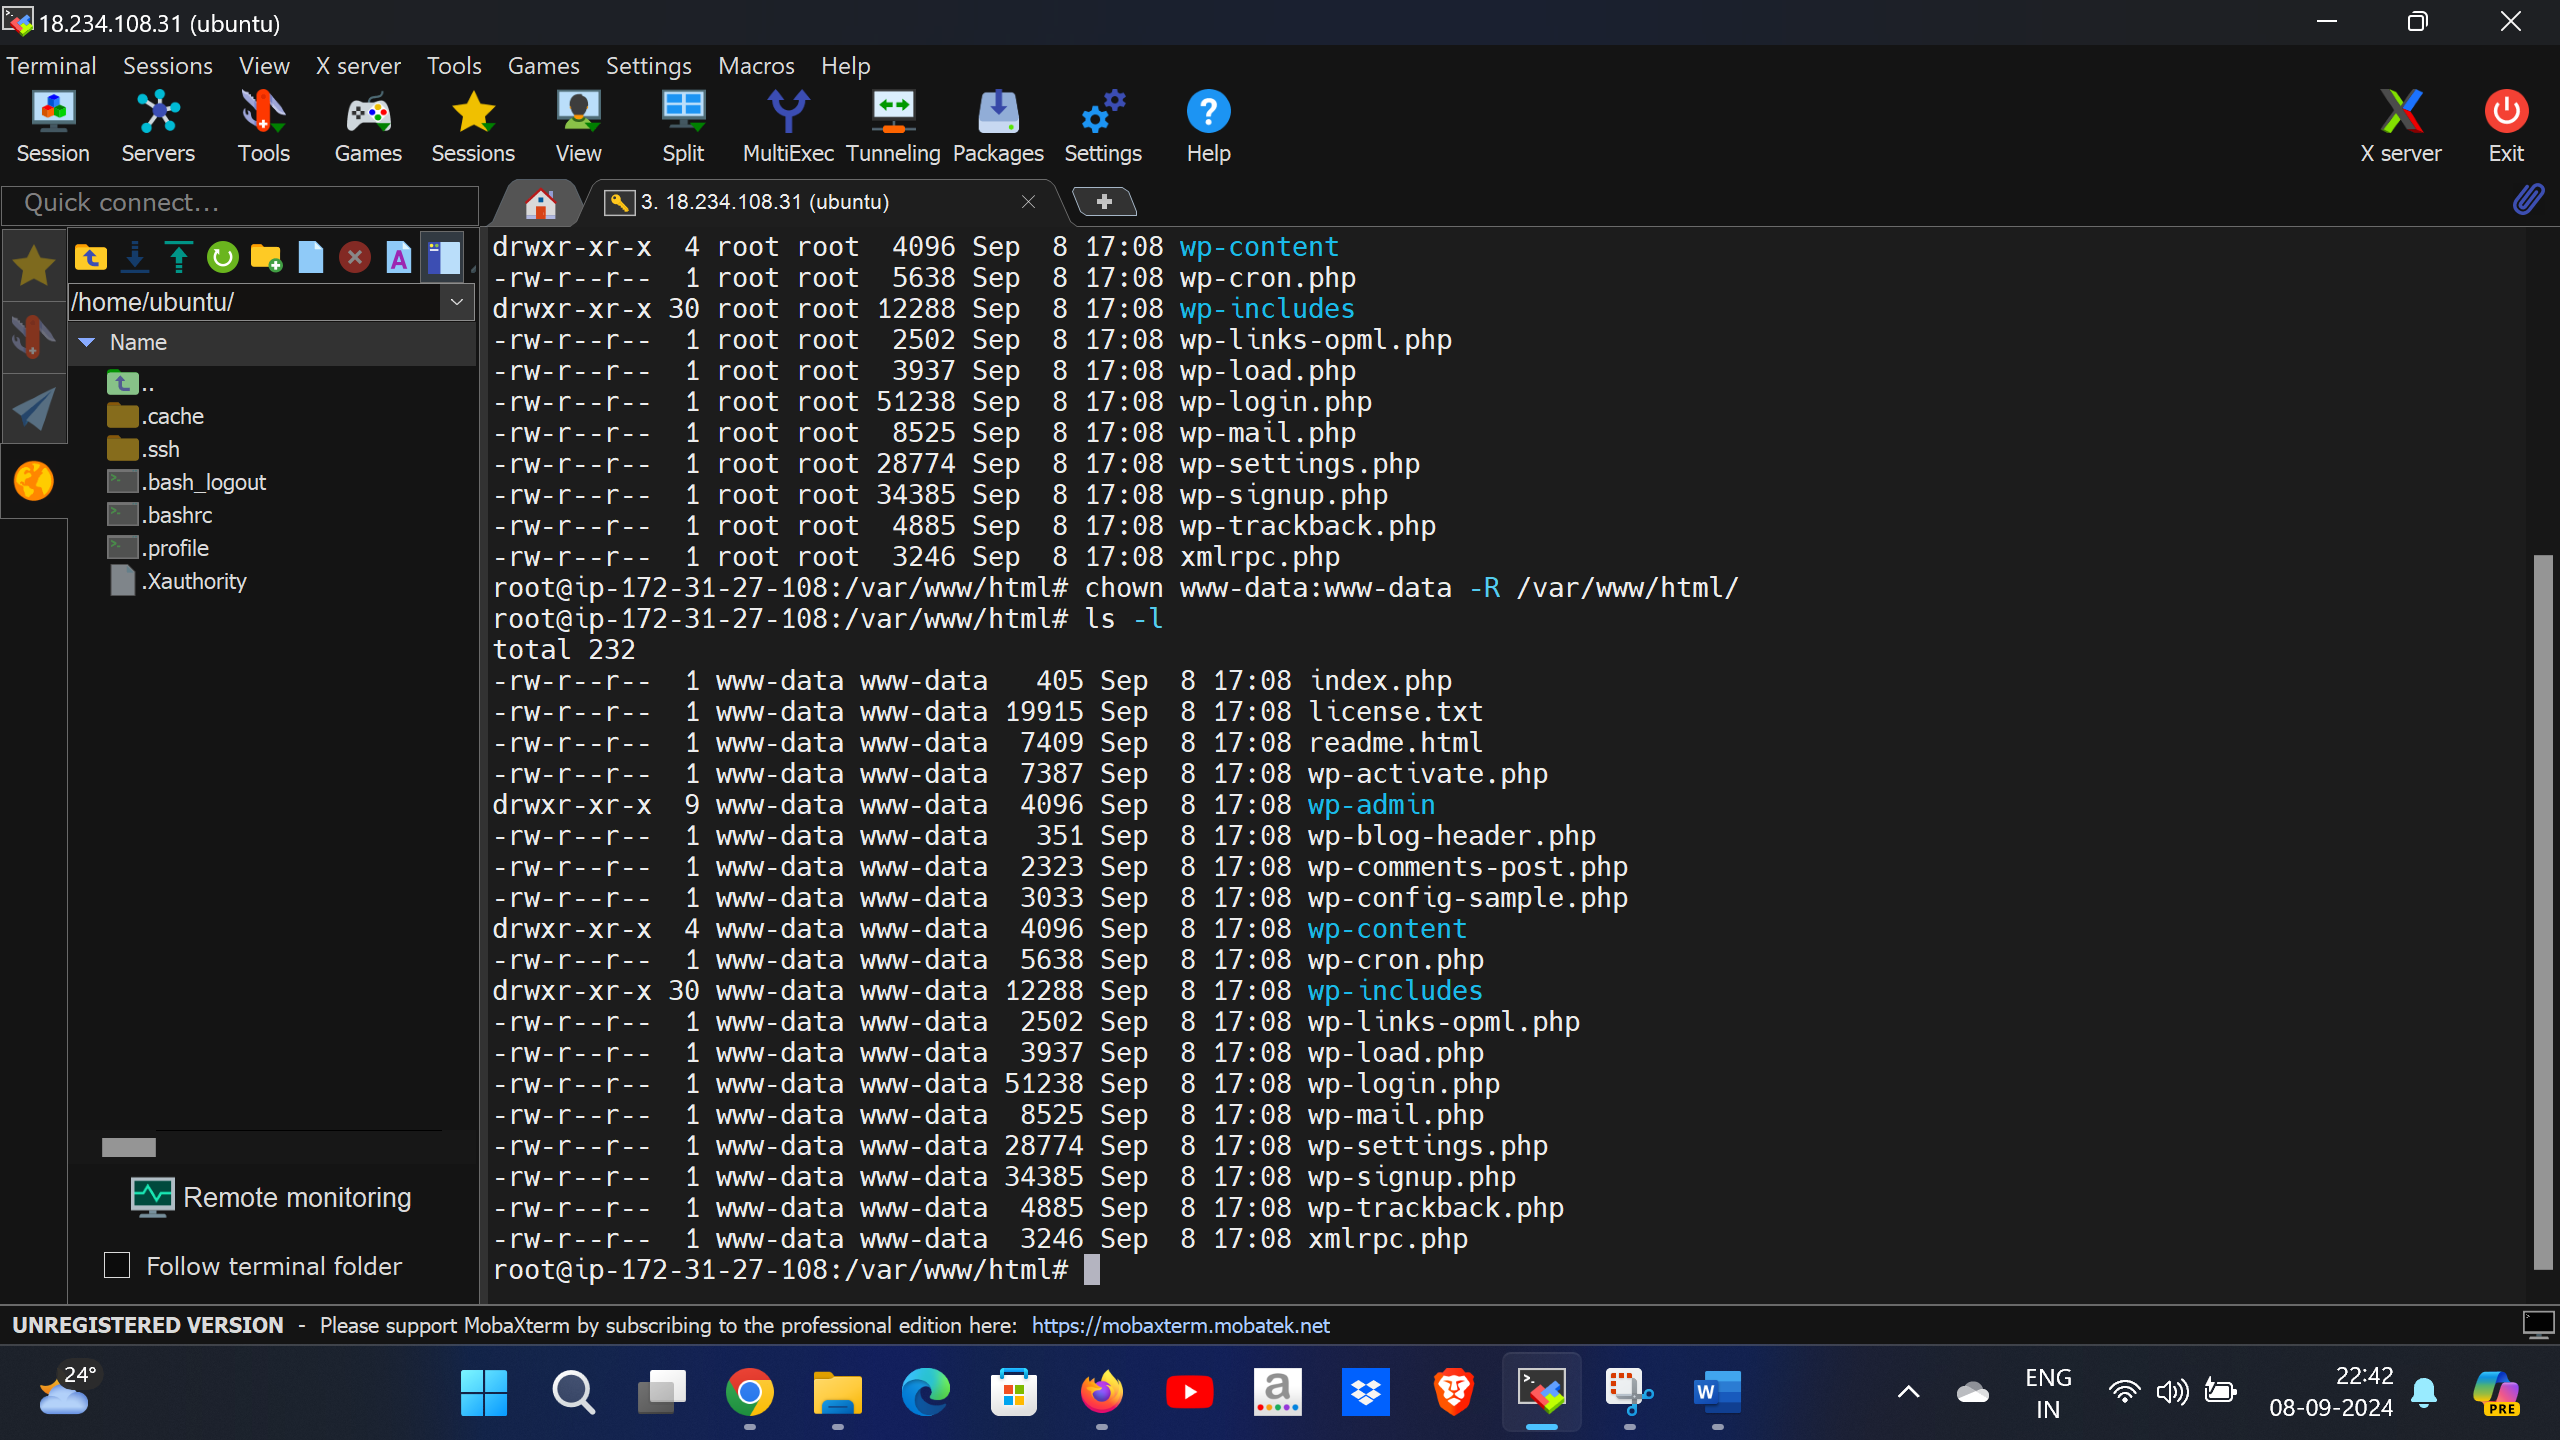 18.234.108.31 (ubuntu)
Terminal Sessions View X server Tools Games Settings Macros Help
Session Servers Tools Games Sessions View Split MultiExec Tunneling Packages Settings Help X server Exit
Quick connect...
3. 18.234.108.31 (ubuntu)
/home/ubuntu/
Name
..
.cache
.ssh
.bash_logout
.bashrc
.profile
.Xauthority
Remote monitoring
Follow terminal folder
drwxr-xr-x  4 root root  4096 Sep  8 17:08 wp-content
-rw-r--r--  1 root root  5638 Sep  8 17:08 wp-cron.php
drwxr-xr-x 30 root root 12288 Sep  8 17:08 wp-includes
-rw-r--r--  1 root root  2502 Sep  8 17:08 wp-links-opml.php
-rw-r--r--  1 root root  3937 Sep  8 17:08 wp-load.php
-rw-r--r--  1 root root 51238 Sep  8 17:08 wp-login.php
-rw-r--r--  1 root root  8525 Sep  8 17:08 wp-mail.php
-rw-r--r--  1 root root 28774 Sep  8 17:08 wp-settings.php
-rw-r--r--  1 root root 34385 Sep  8 17:08 wp-signup.php
-rw-r--r--  1 root root  4885 Sep  8 17:08 wp-trackback.php
-rw-r--r--  1 root root  3246 Sep  8 17:08 xmlrpc.php
root@ip-172-31-27-108:/var/www/html# chown www-data:www-data -R /var/www/html/
root@ip-172-31-27-108:/var/www/html# ls -l
total 232
-rw-r--r--  1 www-data www-data   405 Sep  8 17:08 index.php
-rw-r--r--  1 www-data www-data 19915 Sep  8 17:08 license.txt
-rw-r--r--  1 www-data www-data  7409 Sep  8 17:08 readme.html
-rw-r--r--  1 www-data www-data  7387 Sep  8 17:08 wp-activate.php
drwxr-xr-x  9 www-data www-data  4096 Sep  8 17:08 wp-admin
-rw-r--r--  1 www-data www-data   351 Sep  8 17:08 wp-blog-header.php
-rw-r--r--  1 www-data www-data  2323 Sep  8 17:08 wp-comments-post.php
-rw-r--r--  1 www-data www-data  3033 Sep  8 17:08 wp-config-sample.php
drwxr-xr-x  4 www-data www-data  4096 Sep  8 17:08 wp-content
-rw-r--r--  1 www-data www-data  5638 Sep  8 17:08 wp-cron.php
drwxr-xr-x 30 www-data www-data 12288 Sep  8 17:08 wp-includes
-rw-r--r--  1 www-data www-data  2502 Sep  8 17:08 wp-links-opml.php
-rw-r--r--  1 www-data www-data  3937 Sep  8 17:08 wp-load.php
-rw-r--r--  1 www-data www-data 51238 Sep  8 17:08 wp-login.php
-rw-r--r--  1 www-data www-data  8525 Sep  8 17:08 wp-mail.php
-rw-r--r--  1 www-data www-data 28774 Sep  8 17:08 wp-settings.php
-rw-r--r--  1 www-data www-data 34385 Sep  8 17:08 wp-signup.php
-rw-r--r--  1 www-data www-data  4885 Sep  8 17:08 wp-trackback.php
-rw-r--r--  1 www-data www-data  3246 Sep  8 17:08 xmlrpc.php
root@ip-172-31-27-108:/var/www/html#
UNREGISTERED VERSION - Please support MobaXterm by subscribing to the professional edition here: https://mobaxterm.mobatek.net
24°
ENG
IN
22:42
08-09-2024
PRE